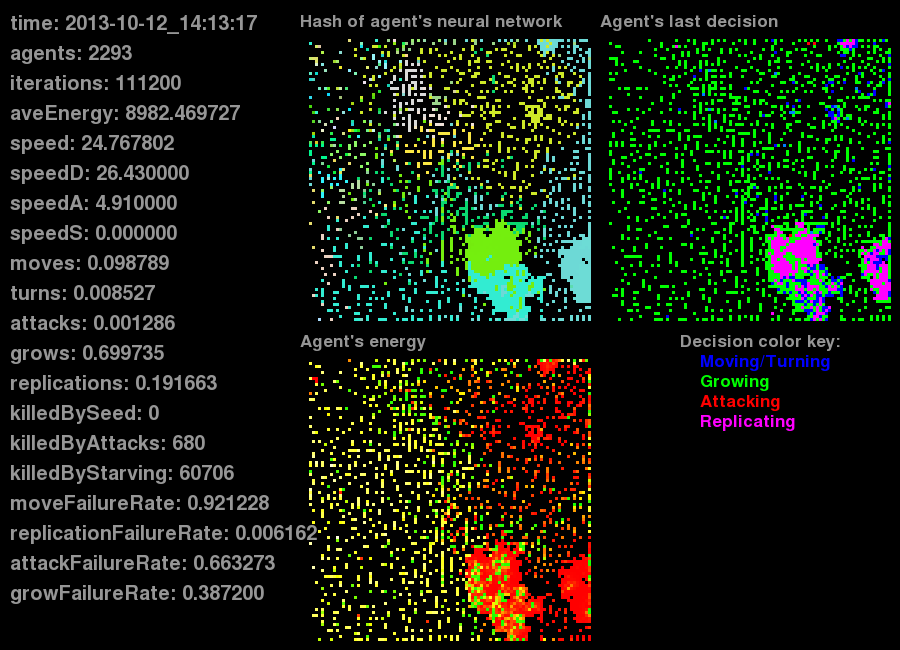 time: 2013-10-12_14:13:17
agents: 2293
iterations: 111200
aveEnergy: 8982.469727
speed: 24.767802
speedD: 26.430000
speedA: 4.910000
speedS: 0.000000
moves: 0.098789
turns: 0.008527
attacks: 0.001286
grows: 0.699735
replications: 0.191663
killedBySeed: 0
killedByAttacks: 680
killedByStarving: 60706
moveFailureRate: 0.921228
replicationFailureRate: 0.006162
attackFailureRate: 0.663273
growFailureRate: 0.387200
Hash of agent's neural network
Agent's last decision
Agent's energy
Decision color key:
Moving/Turning
Growing
Attacking
Replicating